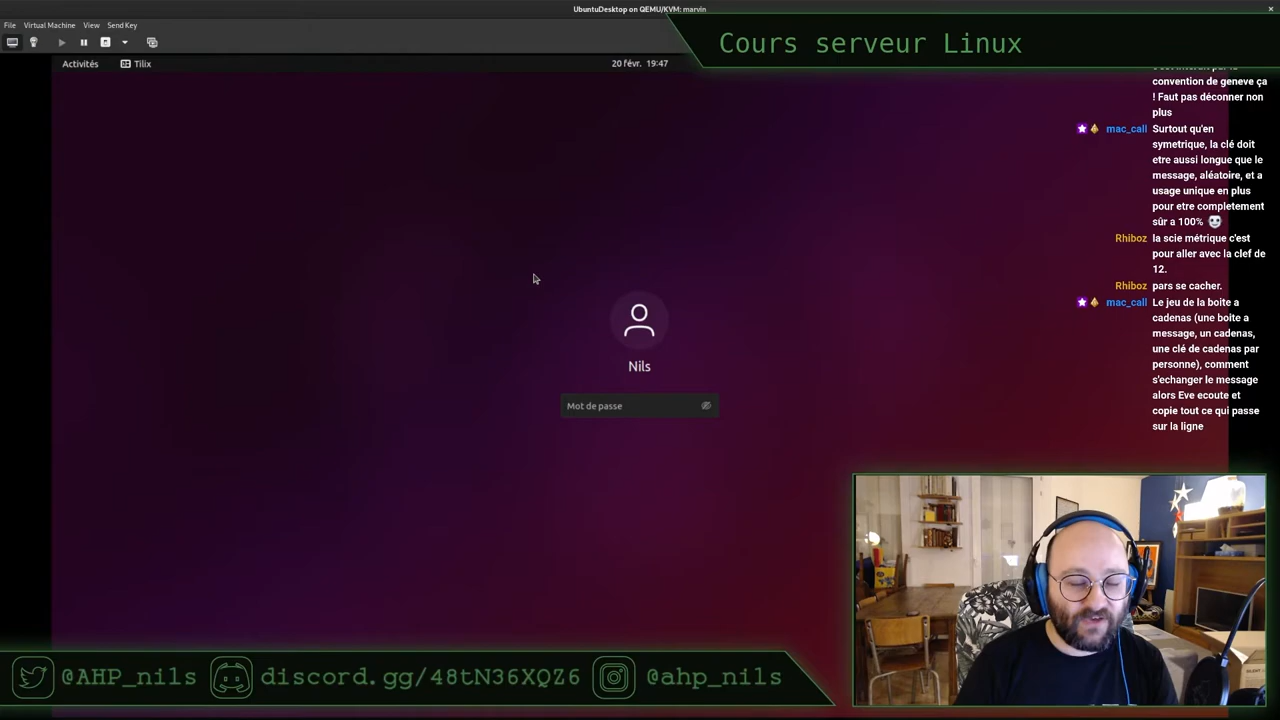 UbuntuDesktop on QEMU/KVM: marvin
File Virtual Machine View Send Key
Cours serveur Linux
Activités Tilix 20 févr. 19:47
convention de geneve ça
! Faut pas déconner non
plus
mac_call Surtout qu'en
symetrique, la clé doit
etre aussi longue que le
message, aléatoire, et a
usage unique en plus
pour etre completement
sûr a 100%
Rhiboz la scie métrique c'est
pour aller avec la clef de
12.
Rhiboz pars se cacher.
mac_call Le jeu de la boite a
cadenas (une boite a
message, un cadenas,
une clé de cadenas par
personne), comment
s'echanger le message
alors Eve ecoute et
copie tout ce qui passe
sur la ligne
Nils
Mot de passe
@AHP_nils discord.gg/48tN36XQZ6 @ahp_nils